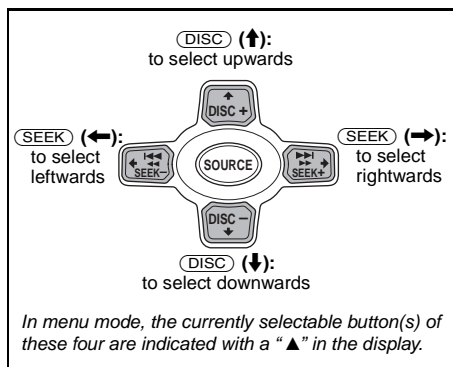 DISC (↑):
to select upwards
DISC +
SEEK (←):
to select
leftwards
SEEK–
SOURCE
SEEK+
SEEK (→):
to select
rightwards
DISC –
DISC (↓):
to select downwards
In menu mode, the currently selectable button(s) of
these four are indicated with a “▲” in the display.